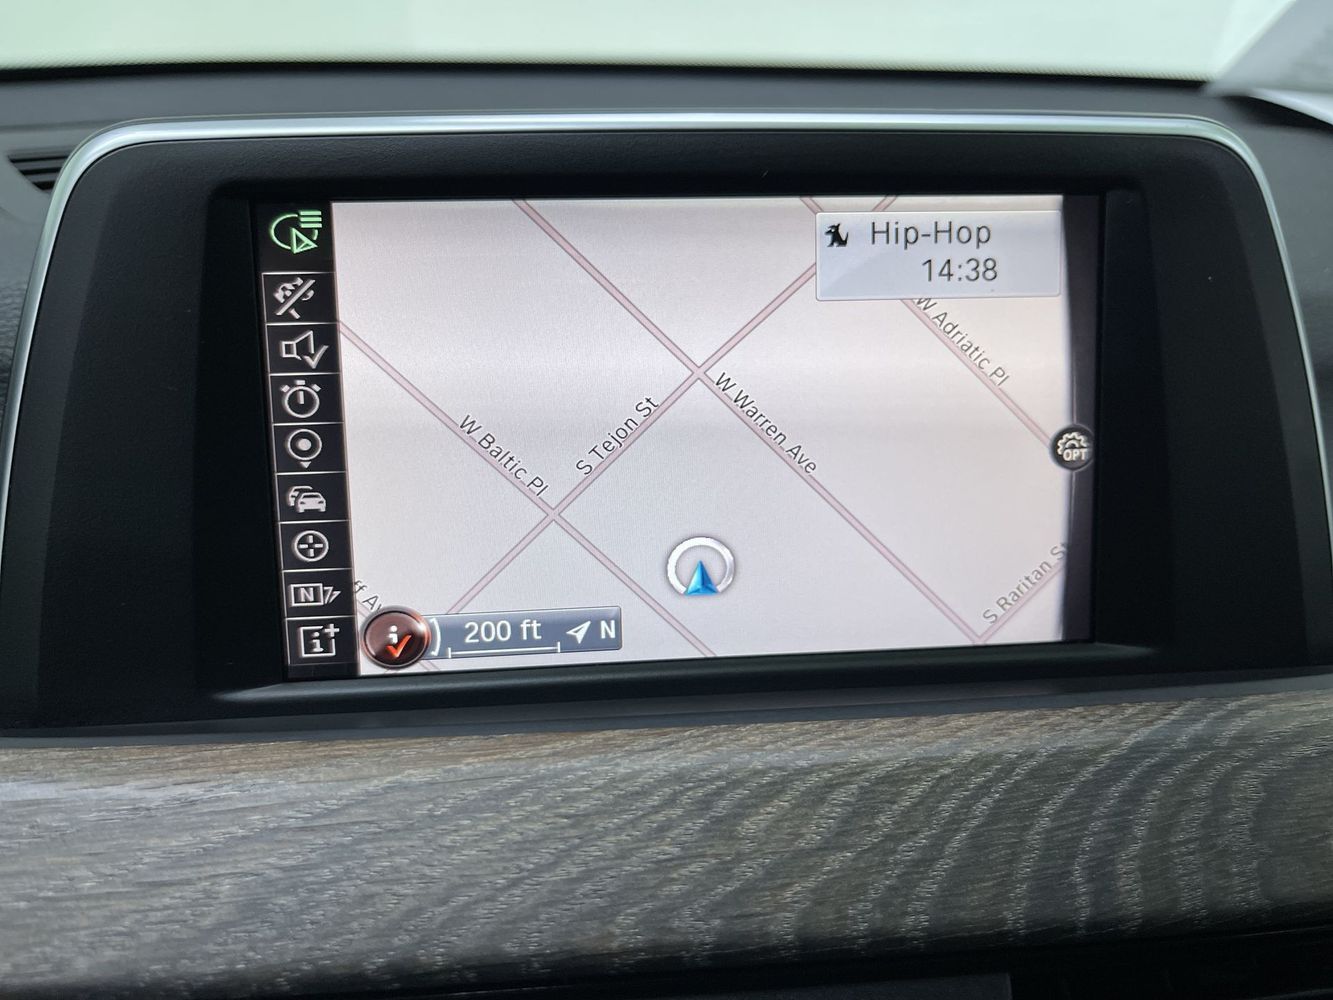 Hip-Hop
14:38
W Adriatic Pl
W Warren Ave
S Tejon St
W Baltic Pl
OPT
S Raritan St
N
i+
i
200 ft
N